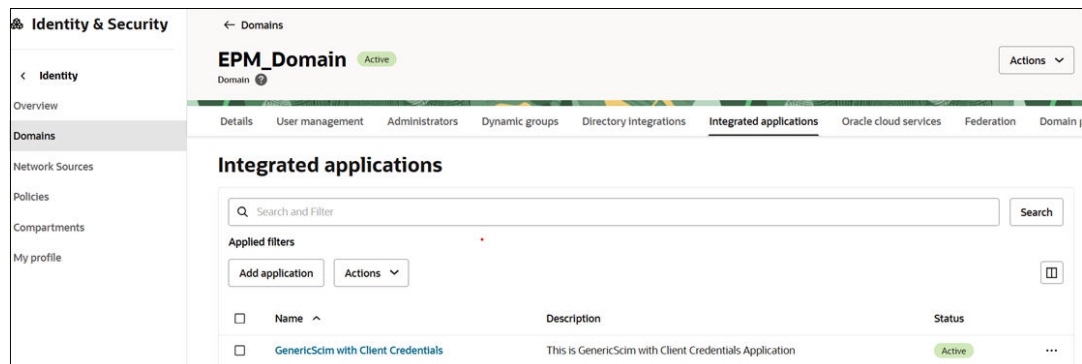 Identity & Security
← Domains
EPM_Domain Active
Actions
Domain ?
< Identity
Overview
Domains
Network Sources
Policies
Compartments
My profile
Details User management Administrators Dynamic groups Directory integrations Integrated applications Oracle cloud services Federation Domain
Integrated applications
Search and Filter
Search
Applied filters
Add application Actions
Name Description Status
GenericScim with Client Credentials This is GenericScim with Client Credentials Application Active ...